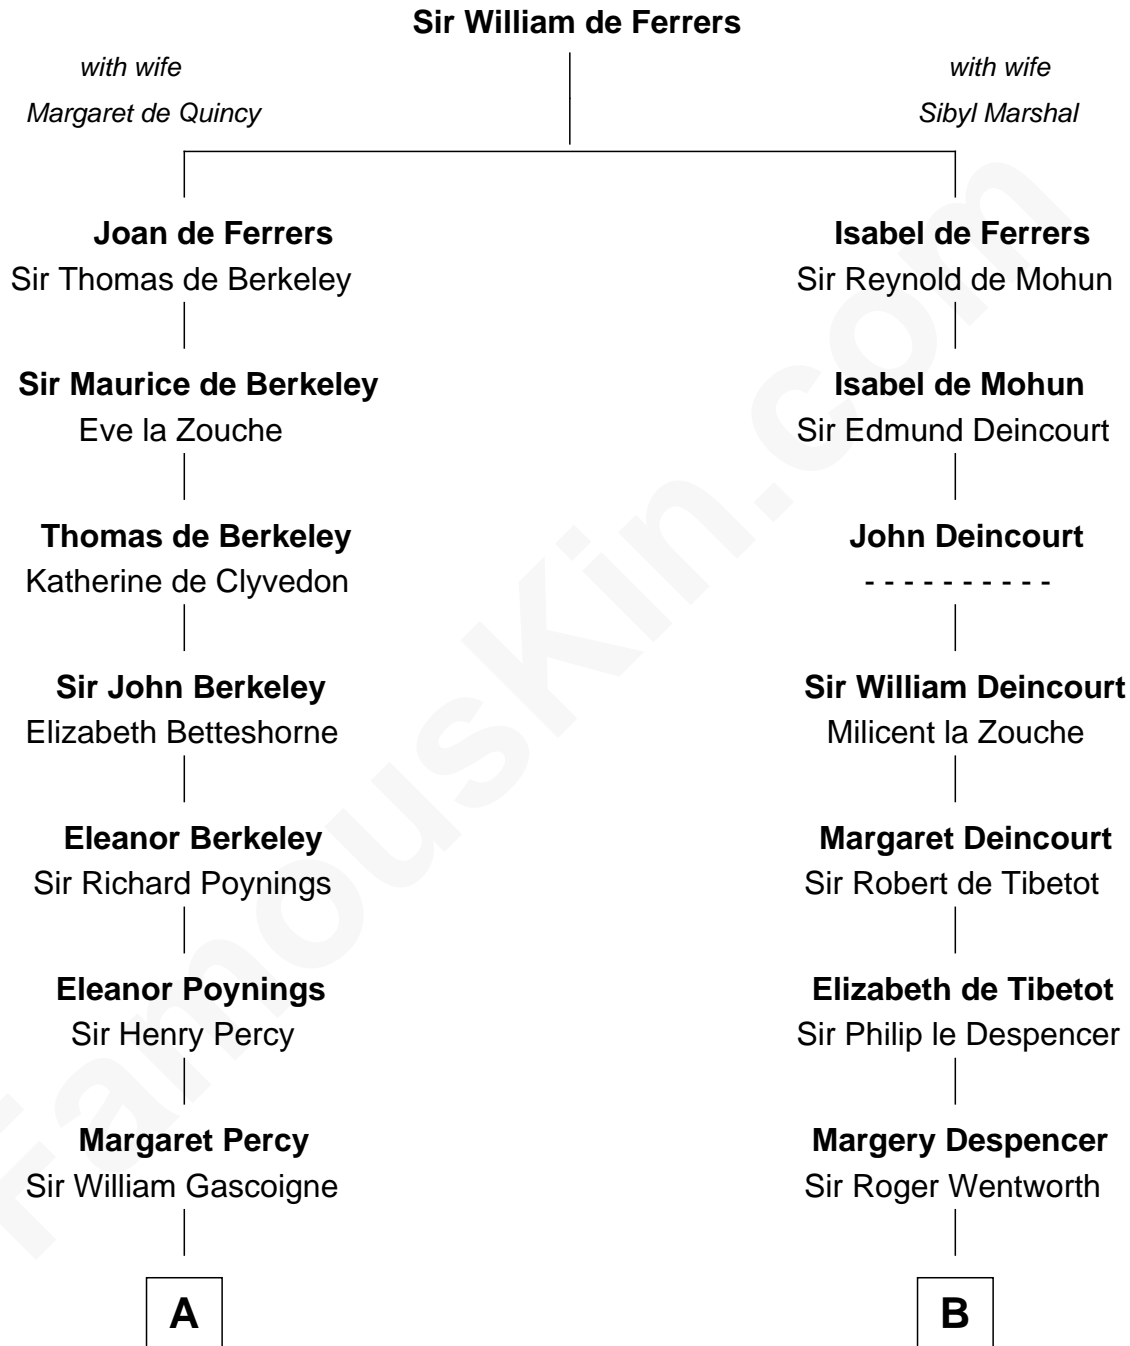 Sir William de Ferrers
with wife
Margaret de Quincy
with wife
Sibyl Marshal
Joan de Ferrers
Sir Thomas de Berkeley
Isabel de Ferrers
Sir Reynold de Mohun
Sir Maurice de Berkeley
Eve la Zouche
Isabel de Mohun
Sir Edmund Deincourt
Thomas de Berkeley
Katherine de Clyvedon
John Deincourt
- - - - - - - - - -
Sir John Berkeley
Elizabeth Betteshorne
Sir William Deincourt
Milicent la Zouche
Eleanor Berkeley
Sir Richard Poynings
Margaret Deincourt
Sir Robert de Tibetot
Eleanor Poynings
Sir Henry Percy
Elizabeth de Tibetot
Sir Philip le Despencer
Margaret Percy
Sir William Gascoigne
Margery Despencer
Sir Roger Wentworth
A
B
FamousKin.com